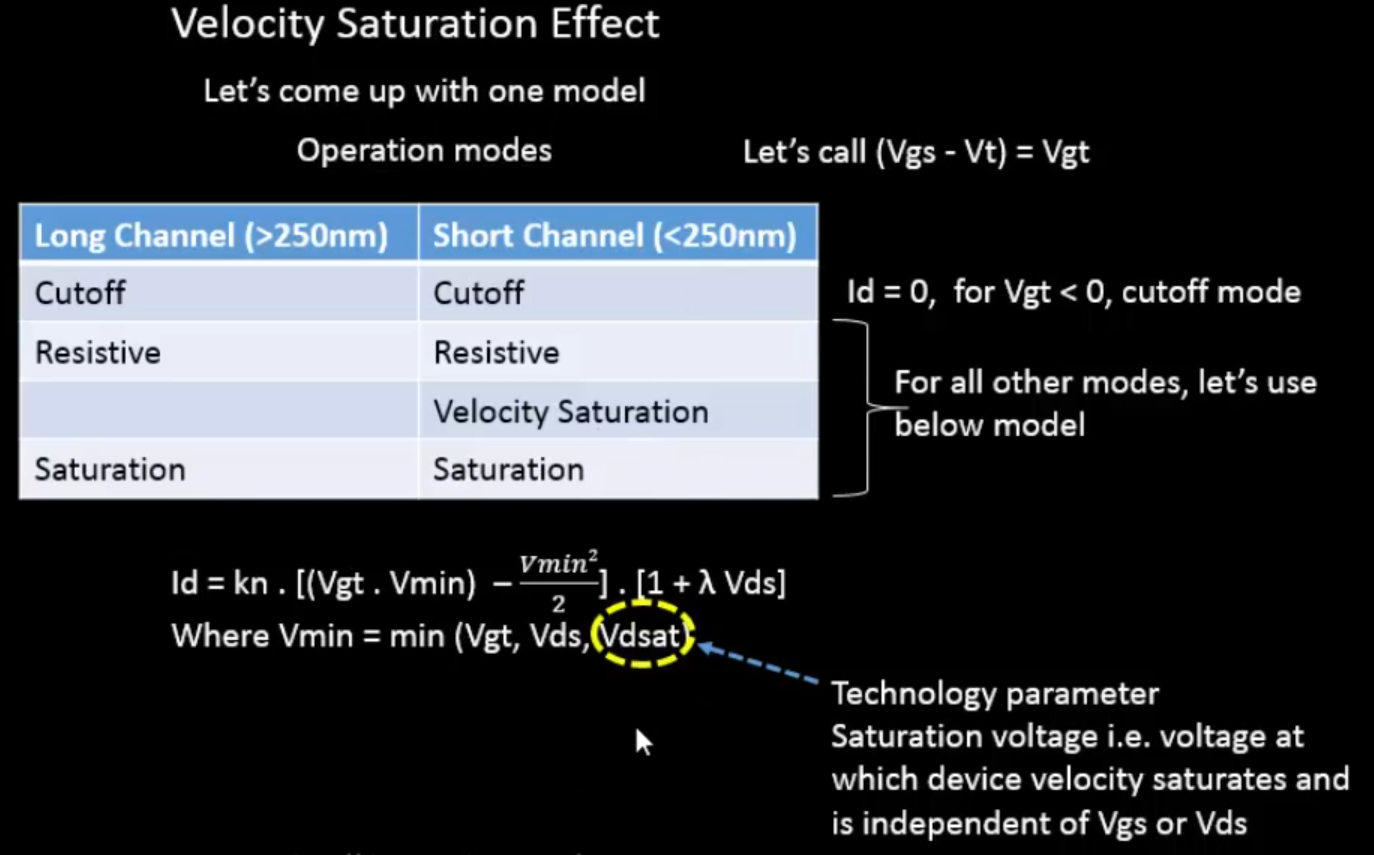 Velocity Saturation Effect
Let's come up with one model
Operation modes
Let's call (Vgs - Vt) = Vgt
Long Channel (>250nm) Short Channel (<250nm)
Cutoff Cutoff
Id = 0, for Vgt < 0, cutoff mode
Resistive Resistive
Velocity Saturation
Saturation Saturation
For all other modes, let's use
below model
Id = kn . [(Vgt . Vmin) − Vmin²/2] . [1 + λ Vds]
Where Vmin = min (Vgt, Vds, Vdsat)
Technology parameter
Saturation voltage i.e. voltage at
which device velocity saturates and
is independent of Vgs or Vds